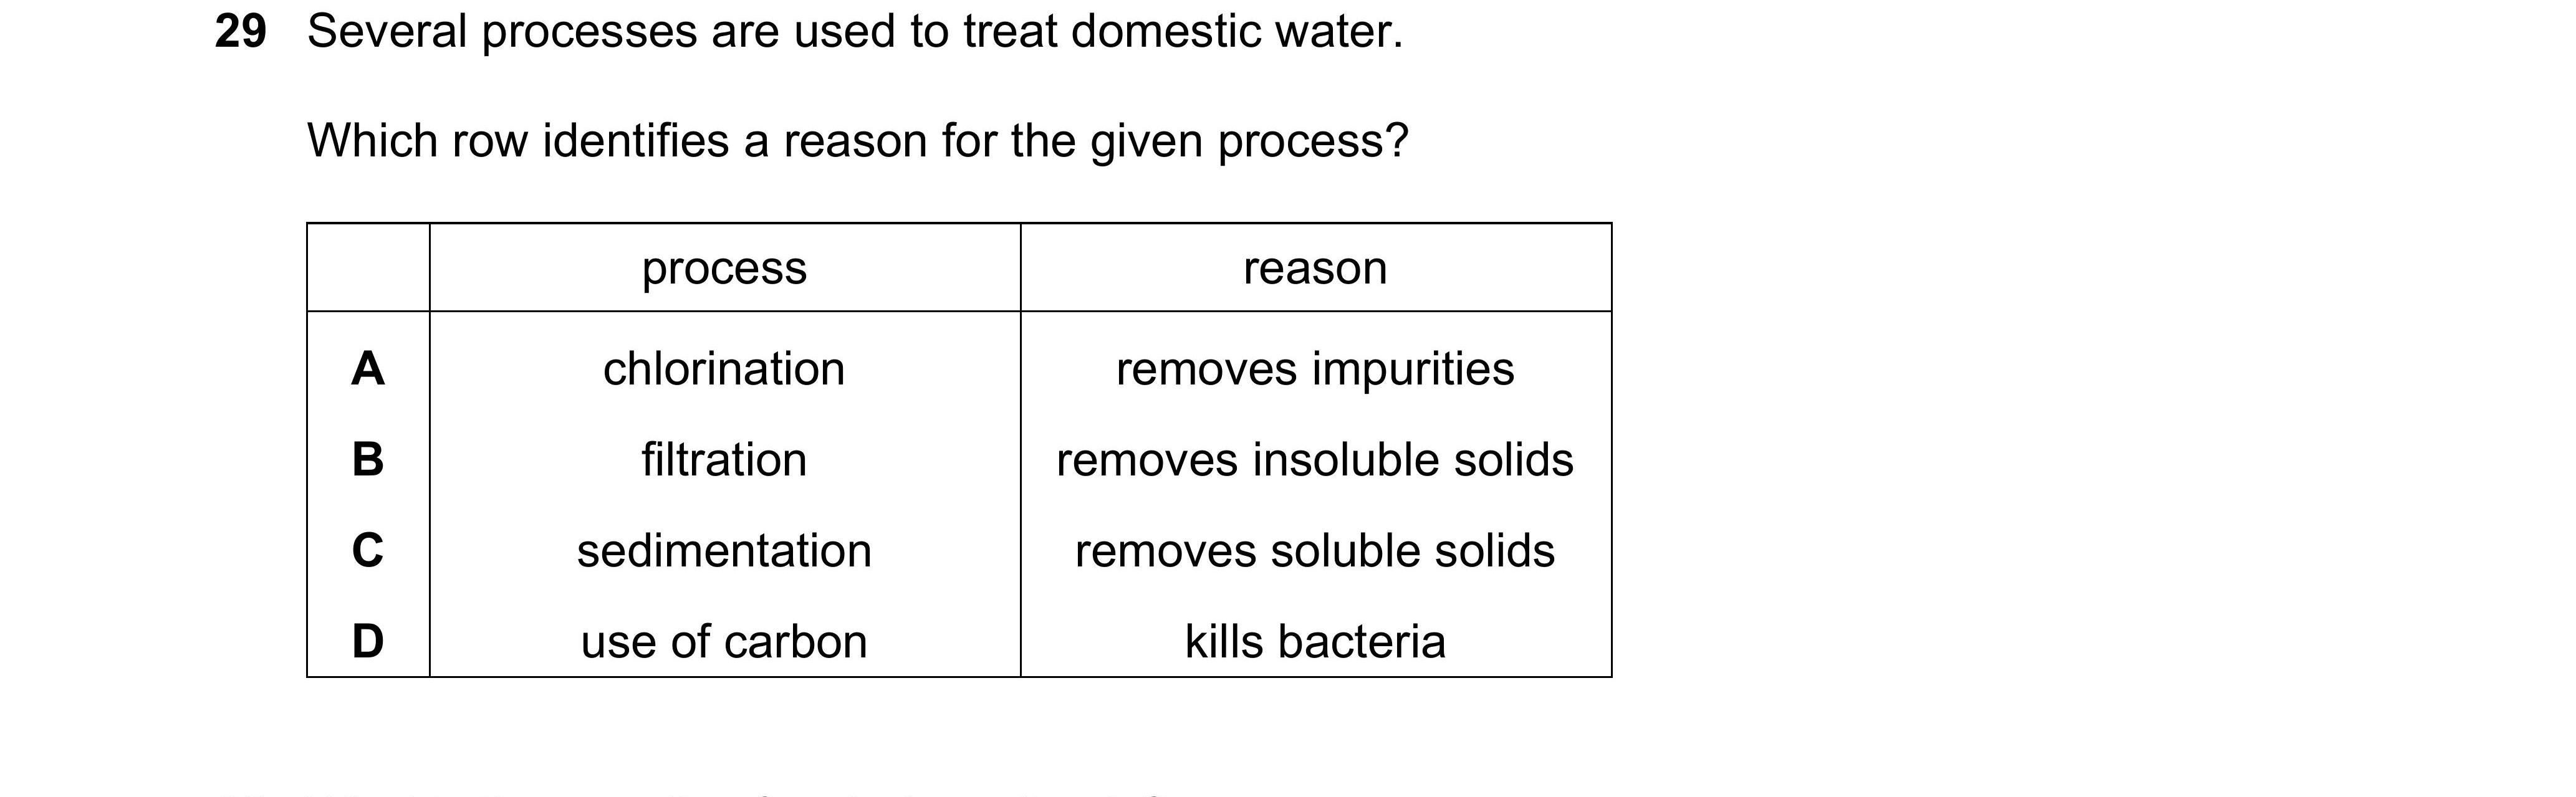 29 Several processes are used to treat domestic water.
Which row identifies a reason for the given process?
process reason
A chlorination removes impurities
B filtration removes insoluble solids
C sedimentation removes soluble solids
D use of carbon kills bacteria